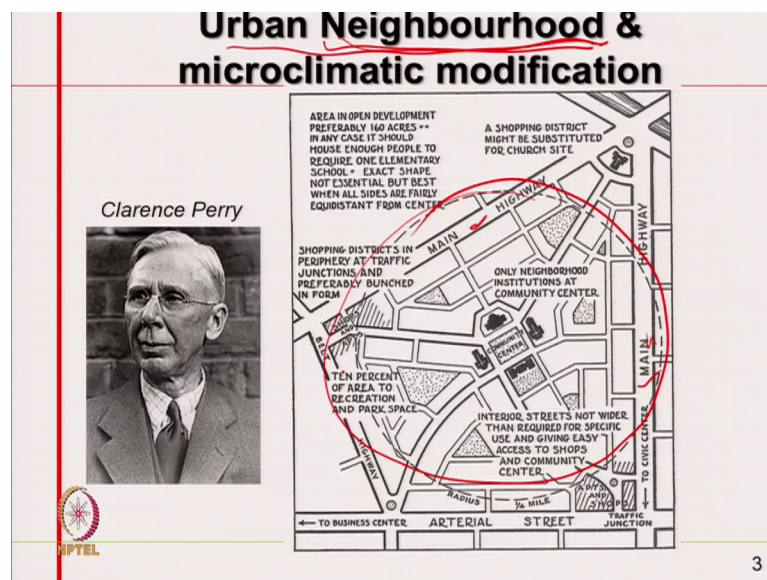 Urban Neighbourhood &
microclimatic modification
Clarence Perry
AREA IN OPEN DEVELOPMENT
PREFERABLY 160 ACRES **
IN ANY CASE IT SHOULD
HOUSE ENOUGH PEOPLE TO
REQUIRE ONE ELEMENTARY
SCHOOL * EXACT SHAPE
NOT ESSENTIAL BUT BEST
WHEN ALL SIDES ARE FAIRLY
EQUIDISTANT FROM CENTER
A SHOPPING DISTRICT
MIGHT BE SUBSTITUTED
FOR CHURCH SITE
MAIN HIGHWAY
HIGHWAY
MAIN
TO CIVIC CENTER
SHOPPING DISTRICTS IN
PERIPHERY AT TRAFFIC
JUNCTIONS AND
PREFERABLY BUNCHED
IN FORM
ONLY NEIGHBORHOOD
INSTITUTIONS AT
COMMUNITY CENTER
SHOPS
AND
COMMUNITY
CENTER
TEN PERCENT
OF AREA TO
RECREATION
AND PARK SPACE
HIGHWAY
INTERIOR STREETS NOT WIDER
THAN REQUIRED FOR SPECIFIC
USE AND GIVING EASY
ACCESS TO SHOPS
AND COMMUNITY
CENTER
RADIUS 1/4 MILE
APTS.
AND
SHOPS
TRAFFIC
JUNCTION
TO BUSINESS CENTER ARTERIAL STREET
NPTEL
3